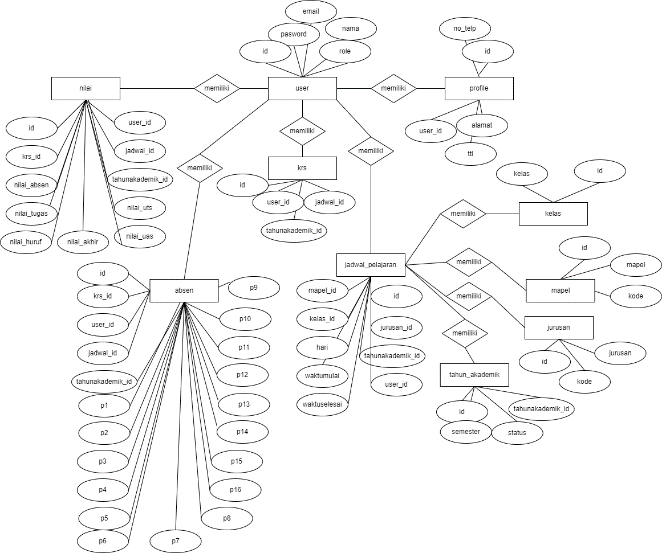 email
no_telp
pasword
nama
id
role
id
nilai
memiliki
user
memiliki
profile
id
user_id
memiliki
user_id
alamat
krs_id
jadwal_id
memiliki
memiliki
ttl
nilai_absen
tahunakademik_id
krs
kelas
id
id
nilai_tugas
nilai_uts
user_id
jadwal_id
memiliki
kelas
nilai_huruf
nilai_akhir
nilai_uas
tahunakademik_id
id
jadwal_pelajaran
memiliki
mapel
id
absen
p9
mapel_id
id
memiliki
mapel
kode
krs_id
p10
kelas_id
jurusan_id
memiliki
jurusan
user_id
p11
hari
tahunakademik_id
id
jurusan
jadwal_id
p12
waktumulai
user_id
tahun_akademik
kode
tahunakademik_id
p1
p13
waktuselesai
id
tahunakademik_id
p2
p14
semester
status
p3
p15
p4
p16
p5
p8
p6
p7